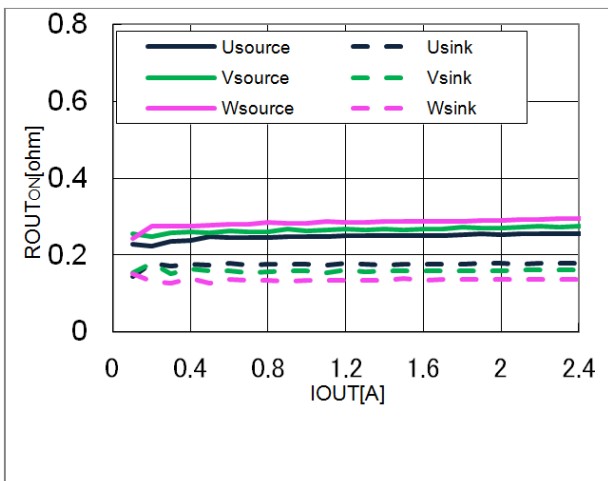 0.8
Usource
Usink
Vsource
Vsink
Wsource
Wsink
0.6
0.4
0.2
0
ROUTON[ohm]
0 0.4 0.8 1.2 1.6 2 2.4
IOUT[A]